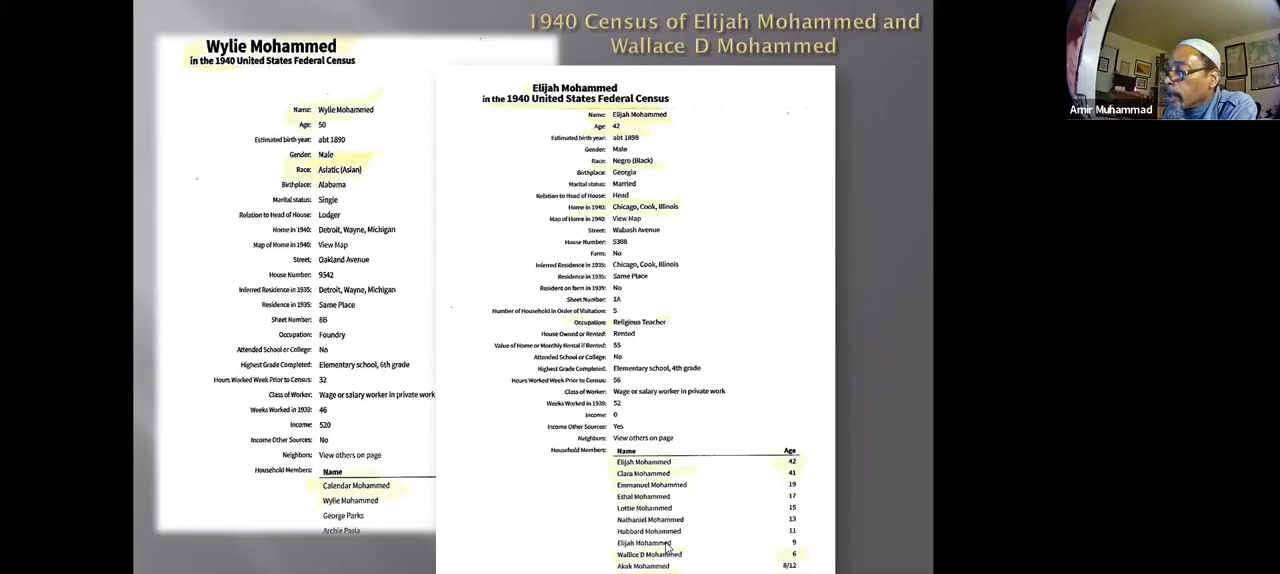 1940 Census of Elijah Mohammed and
Wallace D Mohammed
Amir Muhammad
Wylie Mohammed
in the 1940 United States Federal Census
Name: Wylie Mohammed
Age: 50
Estimated birth year: abt 1890
Gender: Male
Race: Asiatic (Asian)
Birthplace: Alabama
Marital status: Single
Relation to Head of House: Lodger
Home in 1940: Detroit, Wayne, Michigan
Map of Home in 1940: View Map
Street: Oakland Avenue
House Number: 9342
Inferred Residence in 1935: Detroit, Wayne, Michigan
Residence in 1935: Same Place
Sheet Number: 8B
Occupation: Foundry
Attended School or College: No
Highest Grade Completed: Elementary school, 6th grade
Hours Worked Week Prior to Census: 32
Class of Worker: Wage or salary worker in private work
Weeks Worked in 1939: 46
Income: 520
Income Other Sources: No
Neighbors: View others on page
Household Members: Name
Calendar Mohammed
Wylie Mohammed
George Parks
Archie Paria
Elijah Mohammed
in the 1940 United States Federal Census
Name: Elijah Mohammed
Age: 42
Estimated birth year: abt 1898
Gender: Male
Race: Negro (Black)
Birthplace: Georgia
Marital status: Married
Relation to Head of House: Head
Home in 1940: Chicago, Cook, Illinois
Map of Home in 1940: View Map
Street: Wabash Avenue
House Number: 5308
Farm: No
Inferred Residence in 1935: Chicago, Cook, Illinois
Residence in 1935: Same Place
Resident on farm in 1935: No
Sheet Number: 1A
Number of Household in Order of Visitation: 5
Occupation: Religious Teacher
House Owned or Rented: Rented
Value of Home or Monthly Rental if Rented: 55
Attended School or College: No
Highest Grade Completed: Elementary school, 4th grade
Hours Worked Week Prior to Census: 56
Class of Worker: Wage or salary worker in private work
Weeks Worked in 1939: 52
Income: 0
Income Other Sources: Yes
Neighbors: View others on page
Household Members: Name Age
Elijah Mohammed 42
Clara Mohammed 41
Emmanuel Mohammed 19
Ethal Mohammed 17
Lottie Mohammed 15
Nathaniel Mohammed 13
Hubbard Mohammed 11
Elijah Mohammed 9
Wallice D Mohammed 6
Akak Mohammed 8/12